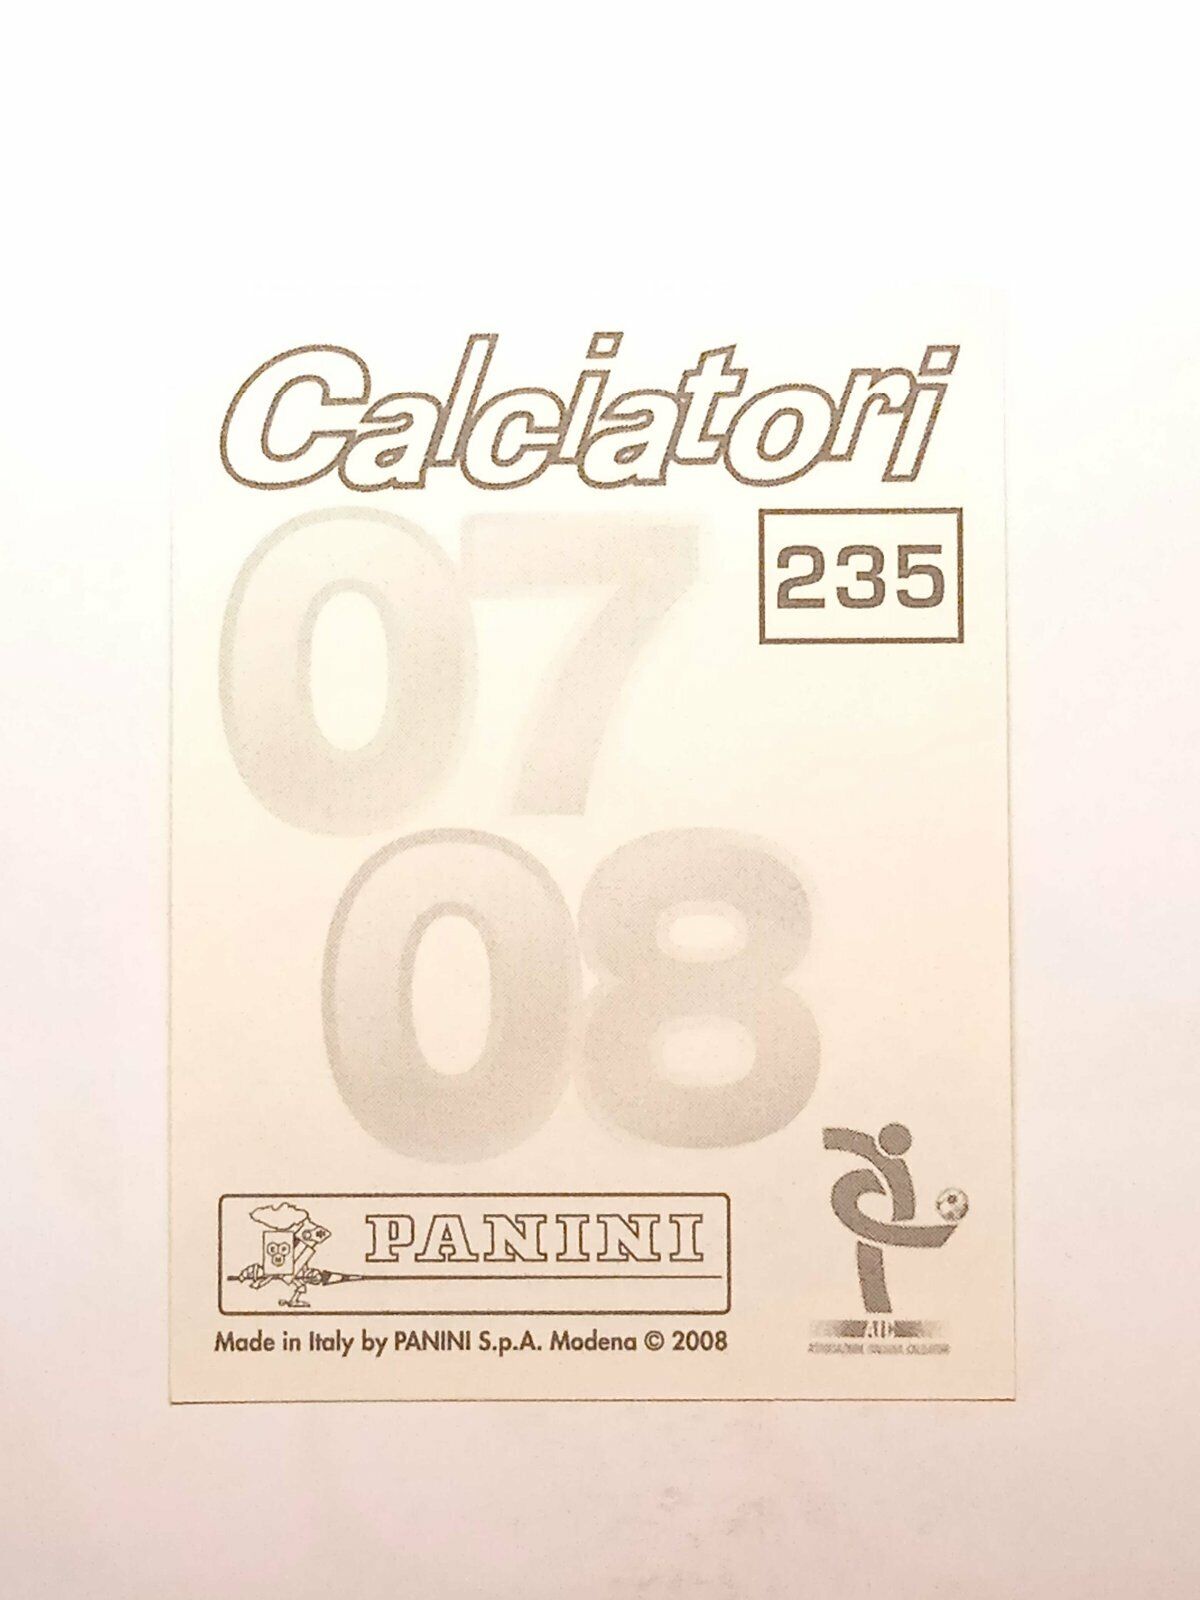 Calciatori
07
235
08
PANINI
Made in Italy by PANINI S.p.A. Modena © 2008